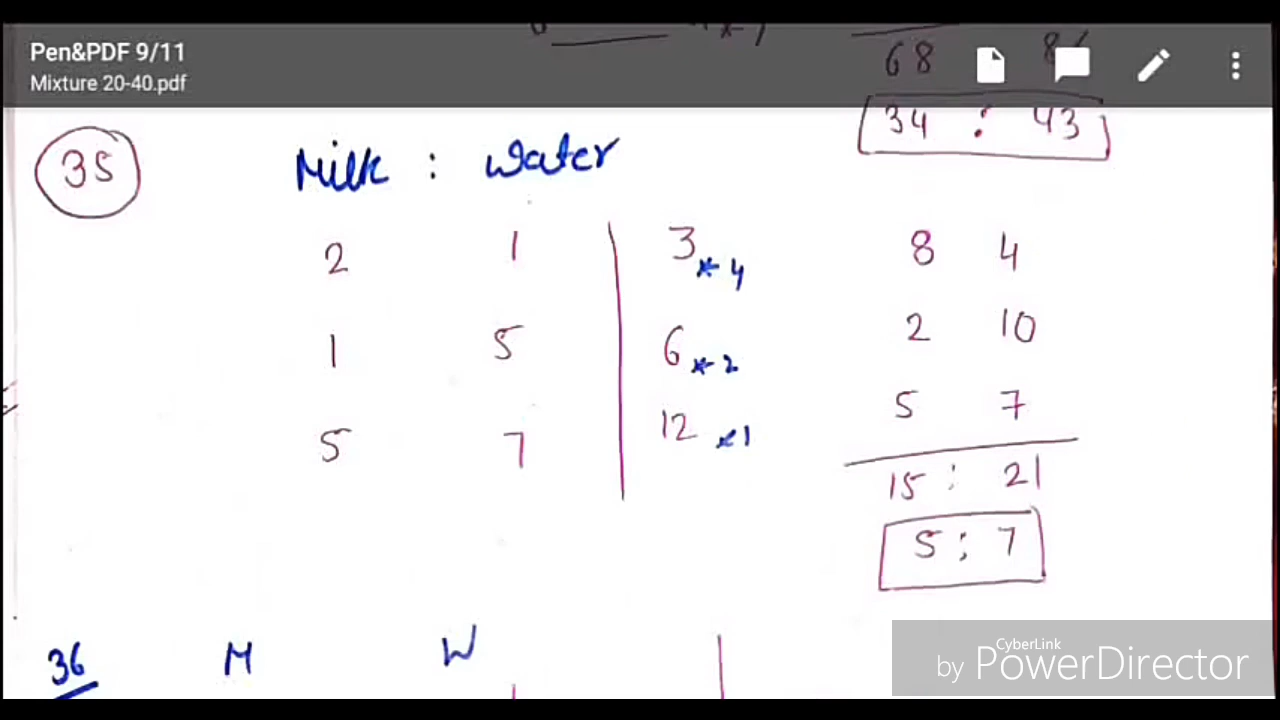 Pen&PDF 9/11
Mixture 20-40.pdf
68
34 : 43
35
Milk : Water
2 1 3 *4 8 4
1 5 6 *2 2 10
5 7 12 *1 5 7
15 : 21
5 : 7
36 M W
CyberLink
by PowerDirector